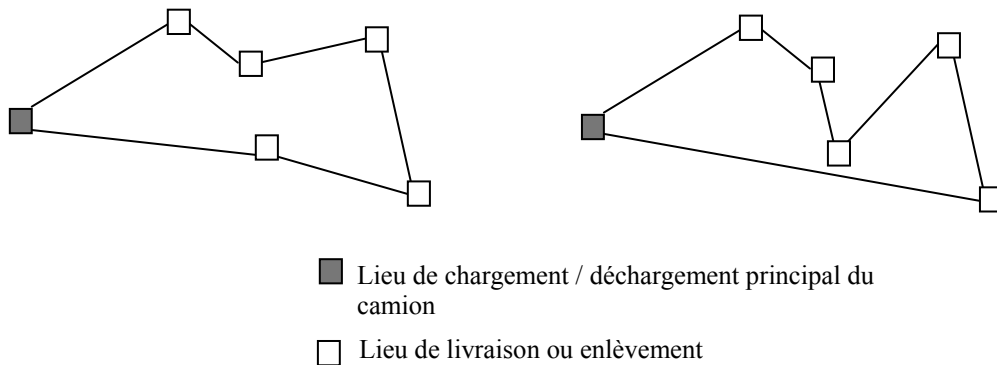 Lieu de chargement / déchargement principal du
camion
Lieu de livraison ou enlèvement